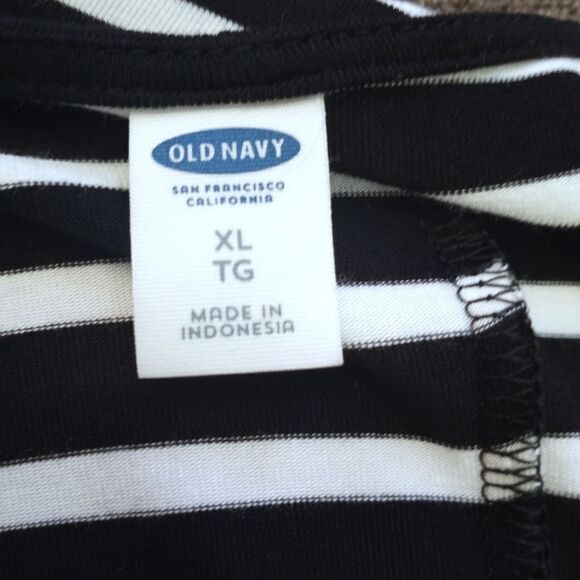 OLD NAVY
SAN FRANCISCO
CALIFORNIA
XL
TG
MADE IN
INDONESIA